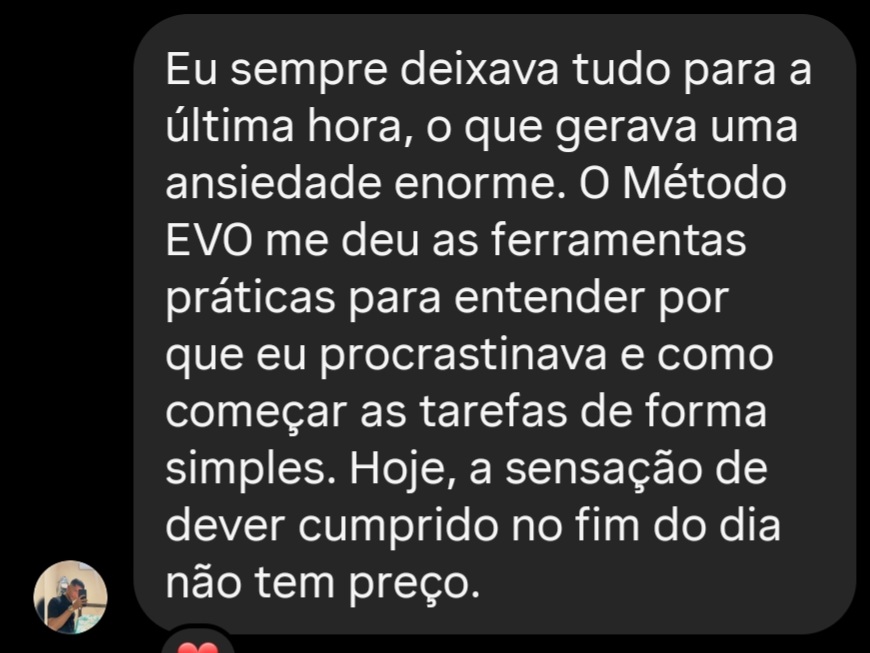 Eu sempre deixava tudo para a
última hora, o que gerava uma
ansiedade enorme. O Método
EVO me deu as ferramentas
práticas para entender por
que eu procrastinava e como
começar as tarefas de forma
simples. Hoje, a sensação de
dever cumprido no fim do dia
não tem preço.